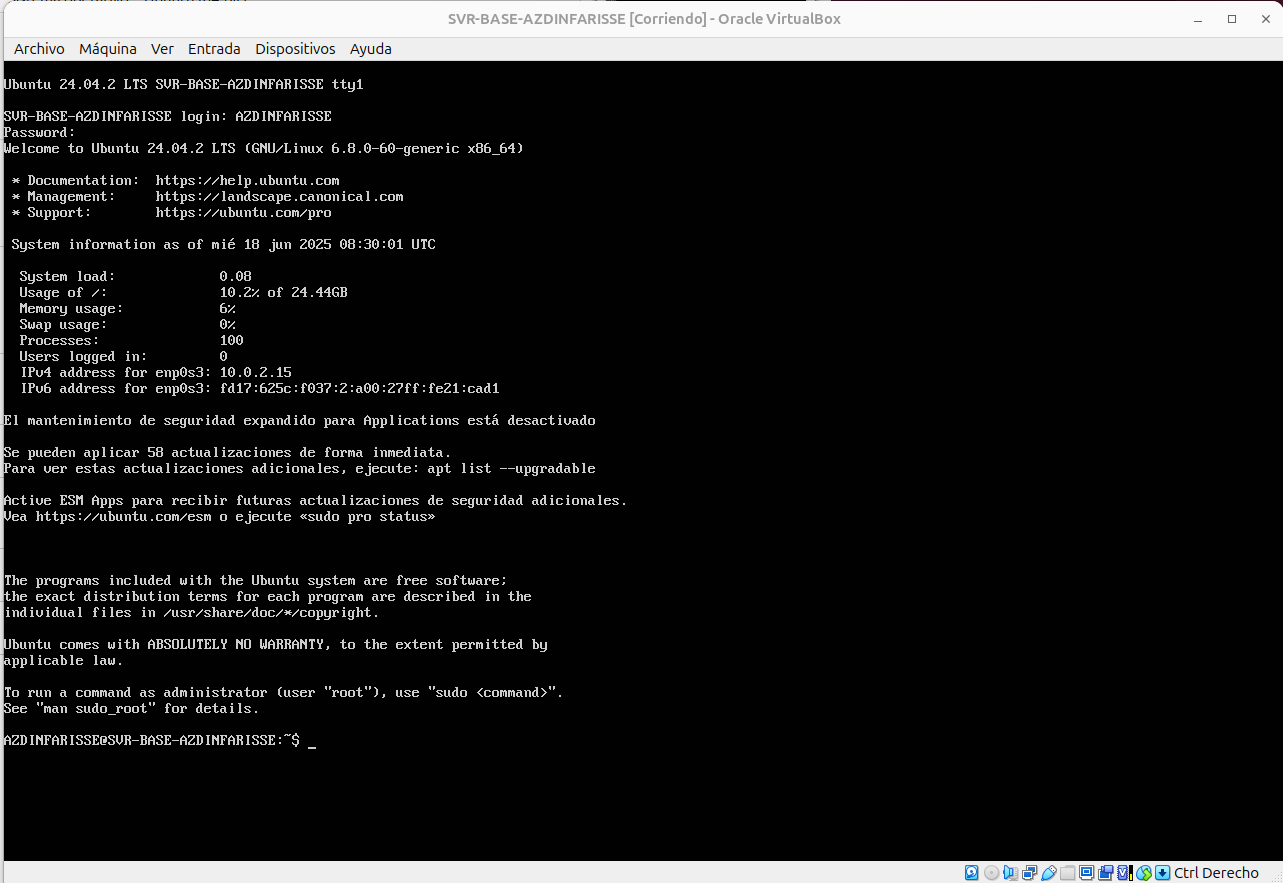 SVR-BASE-AZDINFARISSE [Corriendo] - Oracle VirtualBox
Archivo Máquina Ver Entrada Dispositivos Ayuda
Ubuntu 24.04.2 LTS SVR-BASE-AZDINFARISSE tty1
SVR-BASE-AZDINFARISSE login: AZDINFARISSE
Password:
Welcome to Ubuntu 24.04.2 LTS (GNU/Linux 6.8.0-60-generic x86_64)
* Documentation: https://help.ubuntu.com
* Management: https://landscape.canonical.com
* Support: https://ubuntu.com/pro
System information as of mié 18 jun 2025 08:30:01 UTC
System load: 0.08
Usage of /: 10.2% of 24.44GB
Memory usage: 6%
Swap usage: 0%
Processes: 100
Users logged in: 0
IPv4 address for enp0s3: 10.0.2.15
IPv6 address for enp0s3: fd17:625c:f037:2:a00:27ff:fe21:cad1
El mantenimiento de seguridad expandido para Applications está desactivado
Se pueden aplicar 58 actualizaciones de forma inmediata.
Para ver estas actualizaciones adicionales, ejecute: apt list --upgradable
Active ESM Apps para recibir futuras actualizaciones de seguridad adicionales.
Vea https://ubuntu.com/esm o ejecute «sudo pro status»
The programs included with the Ubuntu system are free software;
the exact distribution terms for each program are described in the
individual files in /usr/share/doc/*/copyright.
Ubuntu comes with ABSOLUTELY NO WARRANTY, to the extent permitted by
applicable law.
To run a command as administrator (user "root"), use "sudo <command>".
See "man sudo_root" for details.
AZDINFARISSE@SVR-BASE-AZDINFARISSE:~$ _
Ctrl Derecho